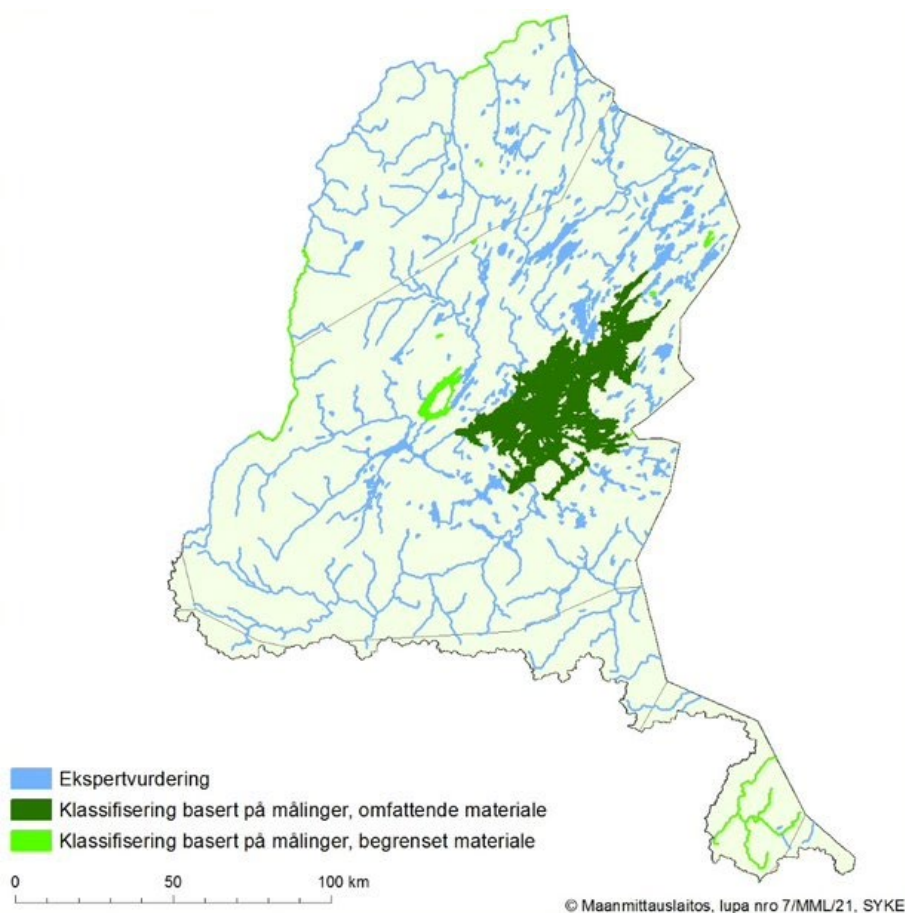 Ekspertvurdering
Klassifisering basert på målinger, omfattende materiale
Klassifisering basert på målinger, begrenset materiale
0 50 100 km
© Maanmittauslaitos, lupa nro 7/MML/21, SYKE